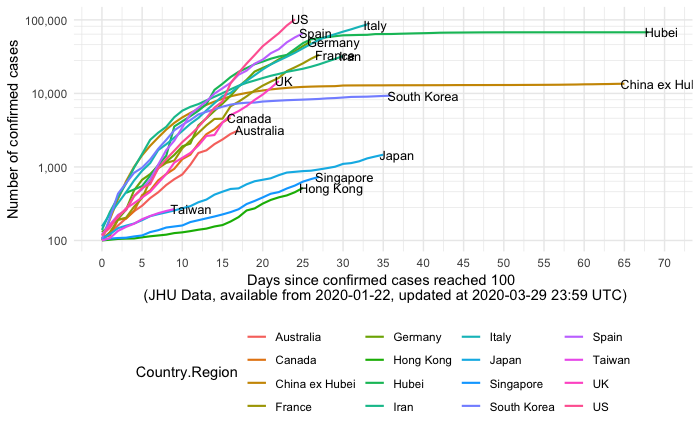 100,000
10,000
1,000
100
Number of confirmed cases
US
Italy
Spain
Germany
France
Iran
Hubei
UK
China ex Hul
South Korea
Canada
Australia
Japan
Singapore
Hong Kong
Taiwan
0 5 10 15 20 25 30 35 40 45 50 55 60 65 70
Days since confirmed cases reached 100
(JHU Data, available from 2020-01-22, updated at 2020-03-29 23:59 UTC)
Country.Region
Australia Germany Italy Spain
Canada Hong Kong Japan Taiwan
China ex Hubei Hubei Singapore UK
France Iran South Korea US